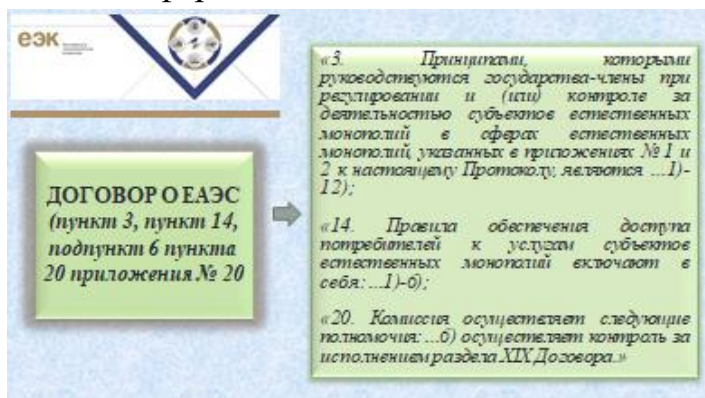 еэк
ДОГОВОР О ЕАЭС
(пункт 3, пункт 14,
подпункт 6 пункта
20 приложения № 20
«3. Принципами, которыми
руководствуются государства-члены при
регулировании и (или) контроле за
деятельностью субъектов естественных
монополий в сферах естественных
монополий, указанных в приложениях № 1 и
2 к настоящему Протоколу, являются …1)-
12);
«14. Правила обеспечения доступа
потребителей к услугам субъектов
естественных монополий включают в
себя: …1)-6);
«20. Комиссия осуществляет следующие
полномочия: …6) осуществляет контроль за
исполнением раздела XIX Договора.»